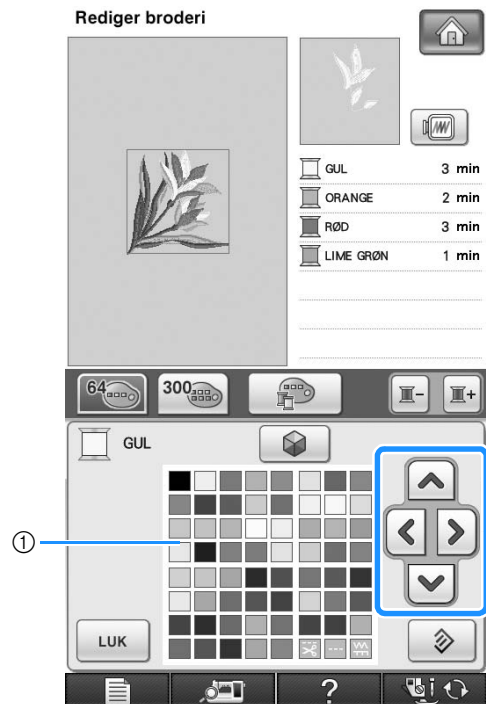 Rediger broderi
GUL 3 min
ORANGE 2 min
RØD 3 min
LIME GRØN 1 min
64 300
GUL
①
LUK
?